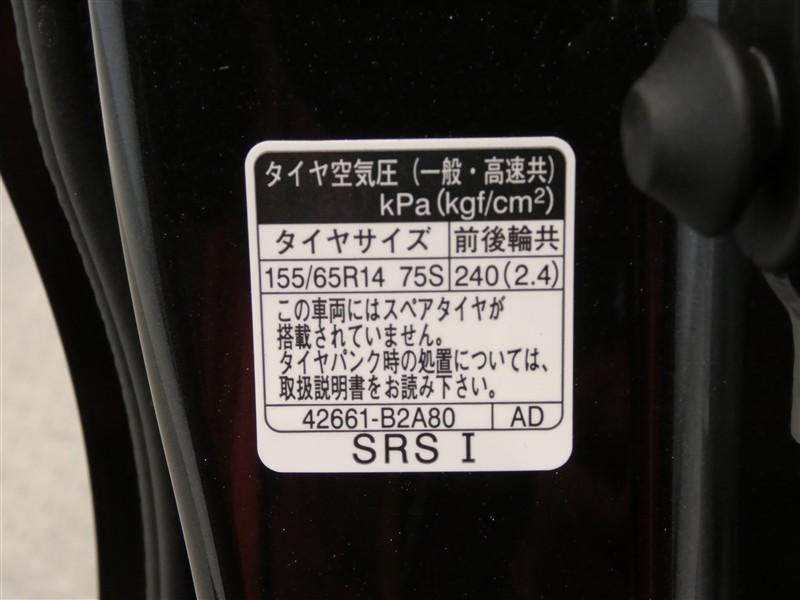 タイヤ空気圧（一般・高速共）
kPa(kgf/cm²)
タイヤサイズ 前後輪共
155/65R14 75S 240(2.4)
この車両にはスペアタイヤが
搭載されていません。
タイヤパンク時の処置については、
取扱説明書をお読み下さい。
42661-B2A80 AD
SRS I